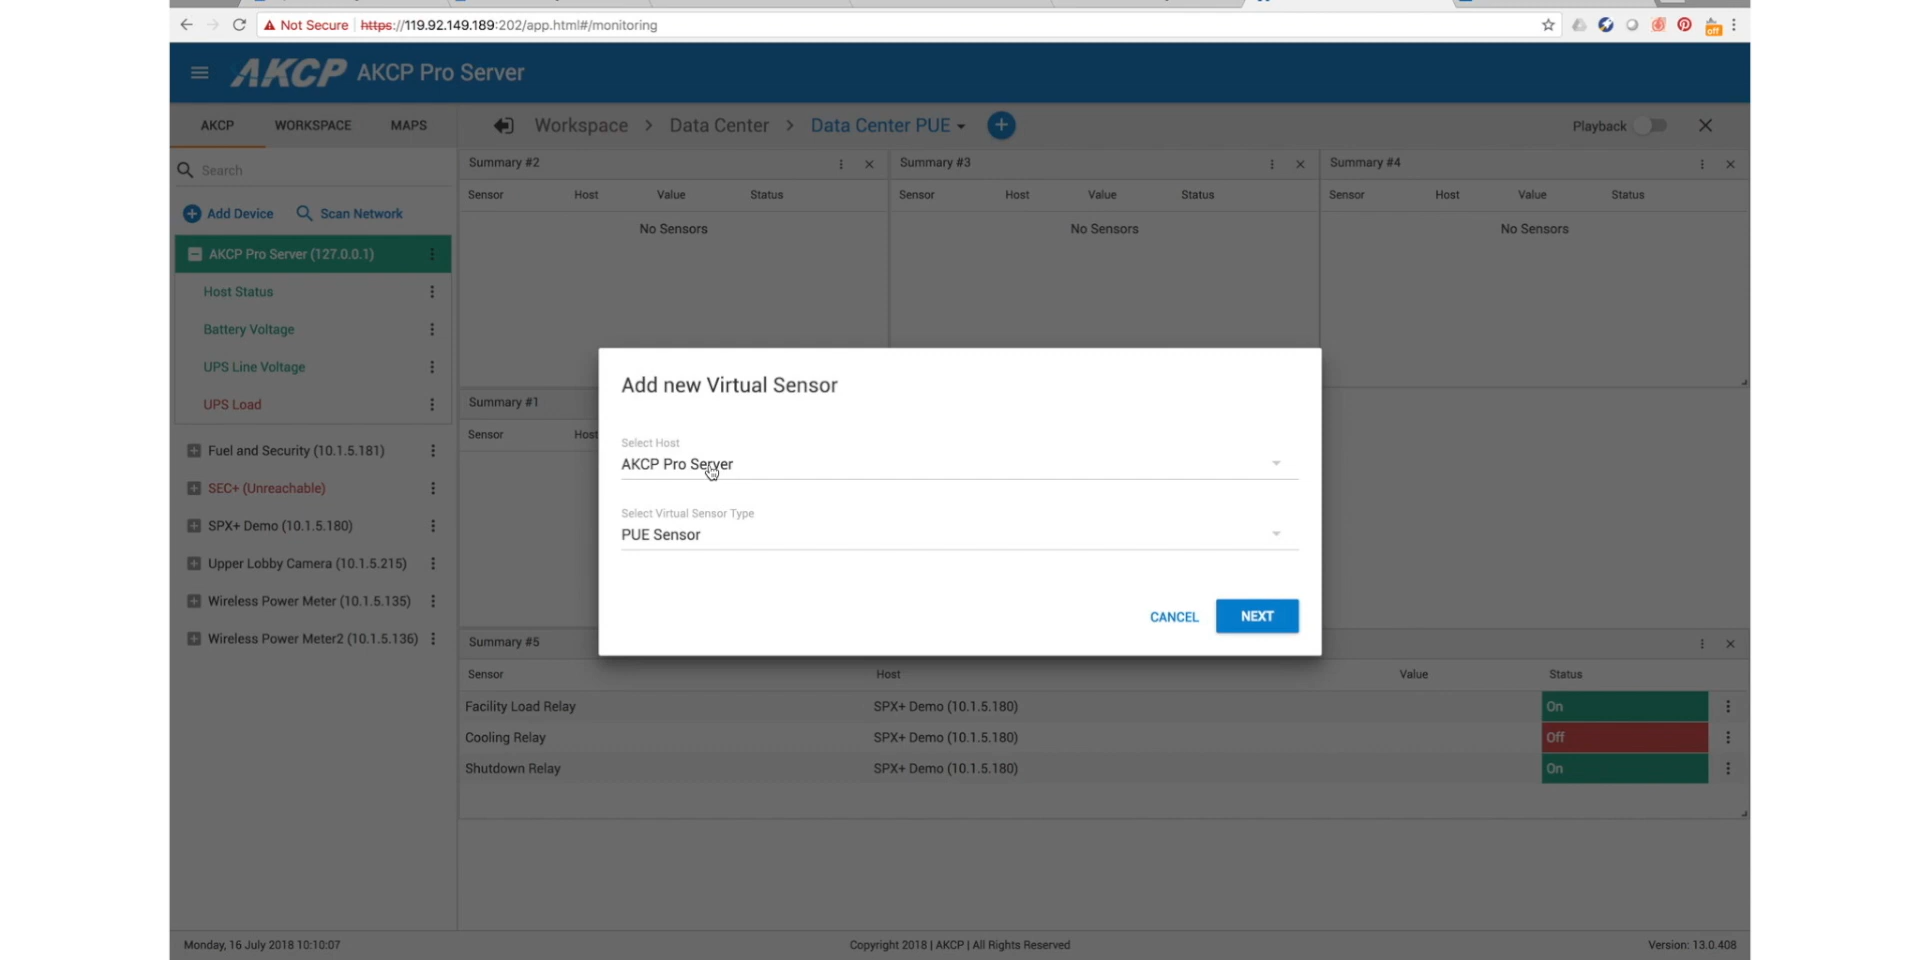 Not Secure https://119.92.149.189:202/app.html#/monitoring
off
AKCP AKCP Pro Server
AKCP WORKSPACE MAPS
Workspace > Data Center > Data Center PUE
Playback
Search
Add Device Scan Network
AKCP Pro Server (127.0.0.1)
Host Status
Battery Voltage
UPS Line Voltage
UPS Load
Fuel and Security (10.1.5.181)
SEC+ (Unreachable)
SPX+ Demo (10.1.5.180)
Upper Lobby Camera (10.1.5.215)
Wireless Power Meter (10.1.5.135)
Wireless Power Meter2 (10.1.5.136)
Summary #2
Sensor Host Value Status
No Sensors
Summary #3
Sensor Host Value Status
No Sensors
Summary #4
Sensor Host Value Status
No Sensors
Summary #1
Sensor Host
Add new Virtual Sensor
Select Host
AKCP Pro Server
Select Virtual Sensor Type
PUE Sensor
CANCEL NEXT
Summary #5
Sensor Host Value Status
Facility Load Relay SPX+ Demo (10.1.5.180) On
Cooling Relay SPX+ Demo (10.1.5.180) Off
Shutdown Relay SPX+ Demo (10.1.5.180) On
Monday, 16 July 2018 10:10:07
Copyright 2018 | AKCP | All Rights Reserved
Version: 13.0.408